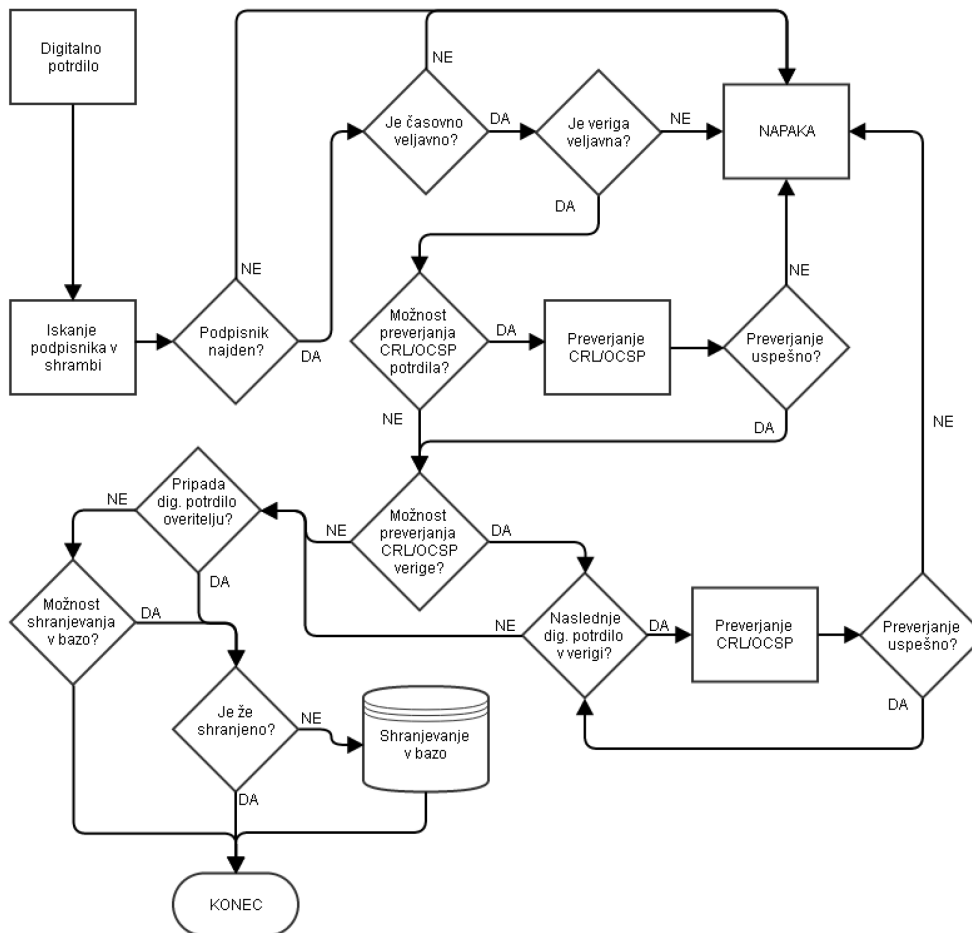 Digitalno
potrdilo
NE
NE
Je časovno
veljavno?
DA
Je veriga
veljavna?
NE
NAPAKA
DA
Iskanje
podpisnika v
shrambi
NE
Podpisnik
najden?
DA
Možnost
preverjanja
CRL/OCSP
potrdila?
DA
Preverjanje
CRL/OCSP
NE
Preverjanje
uspešno?
NE
DA
NE
Pripada
dig. potrdilo
overitelju?
NE
DA
NE
Možnost
preverjanja
CRL/OCSP
verige?
DA
Možnost
shranjevanja
v bazo?
DA
Naslednje
dig. potrdilo
v verigi?
NE
DA
Preverjanje
CRL/OCSP
Preverjanje
uspešno?
DA
Je že
shranjeno?
NE
Shranjevanje
v bazo
DA
KONEC